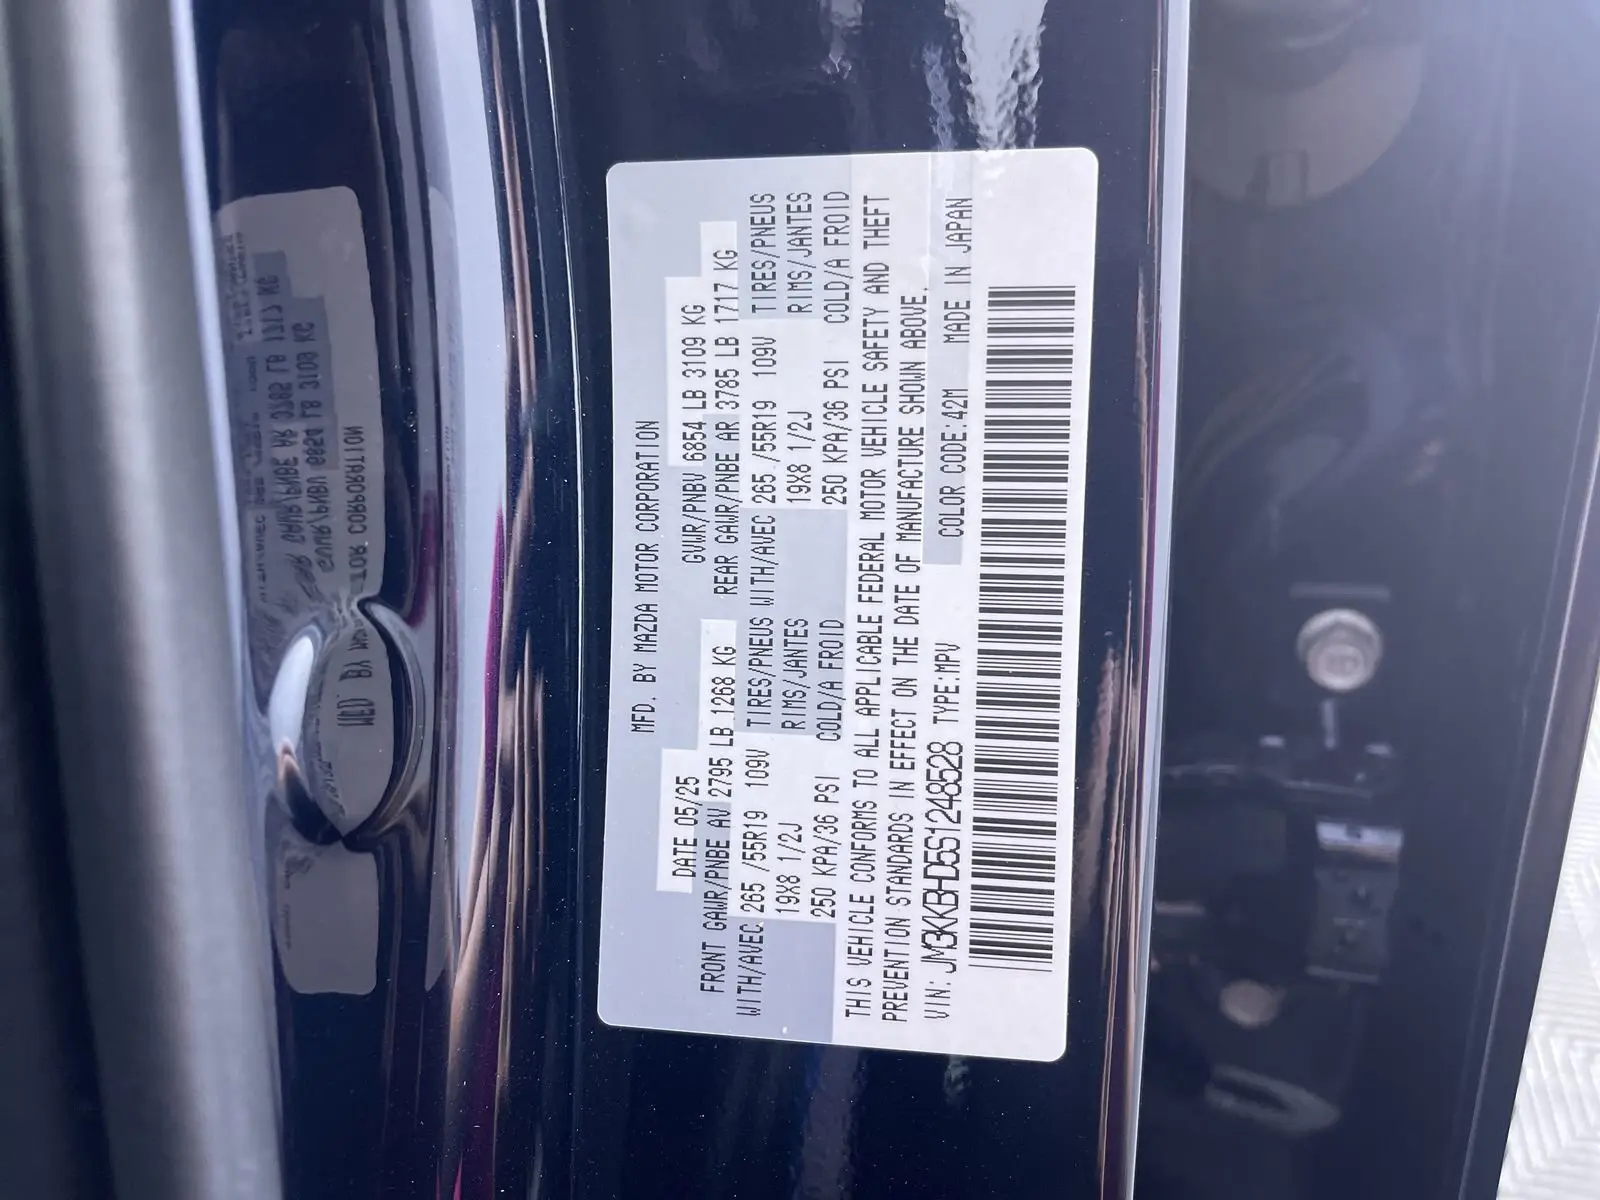 MFD. BY MAZDA MOTOR CORPORATION
DATE 05/25 GVWR/PNBV 6854 LB 3109 KG
FRONT GAWR/PNBE AV 2795 LB 1268 KG REAR GAWR/PNBE AR 3785 LB 1717 KG
WITH/AVEC 265 /55R19 109V TIRES/PNEUS WITH/AVEC 265 /55R19 109V TIRES/PNEUS
19X8 1/2J RIMS/JANTES 19X8 1/2J RIMS/JANTES
250 KPA/36 PSI COLD/A FROID 250 KPA/36 PSI COLD/A FROID
THIS VEHICLE CONFORMS TO ALL APPLICABLE FEDERAL MOTOR VEHICLE SAFETY AND THEFT
PREVENTION STANDARDS IN EFFECT ON THE DATE OF MANUFACTURE SHOWN ABOVE.
VIN: JM3KKBHD5S1248528 TYPE:MPV COLOR CODE:42M MADE IN JAPAN